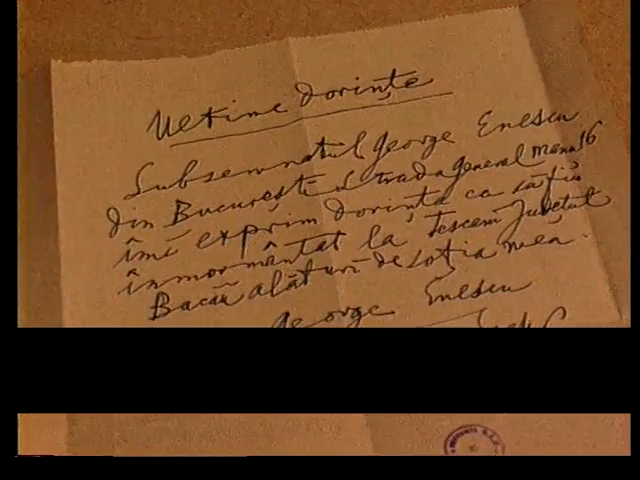 Ultime dorințe
Subsemnatul George Enescu
din București strada general Manu 16
îmi exprim dorința ca să fiu
înmormântat la Tescani județul
Bacău alături de soția mea.
George Enescu